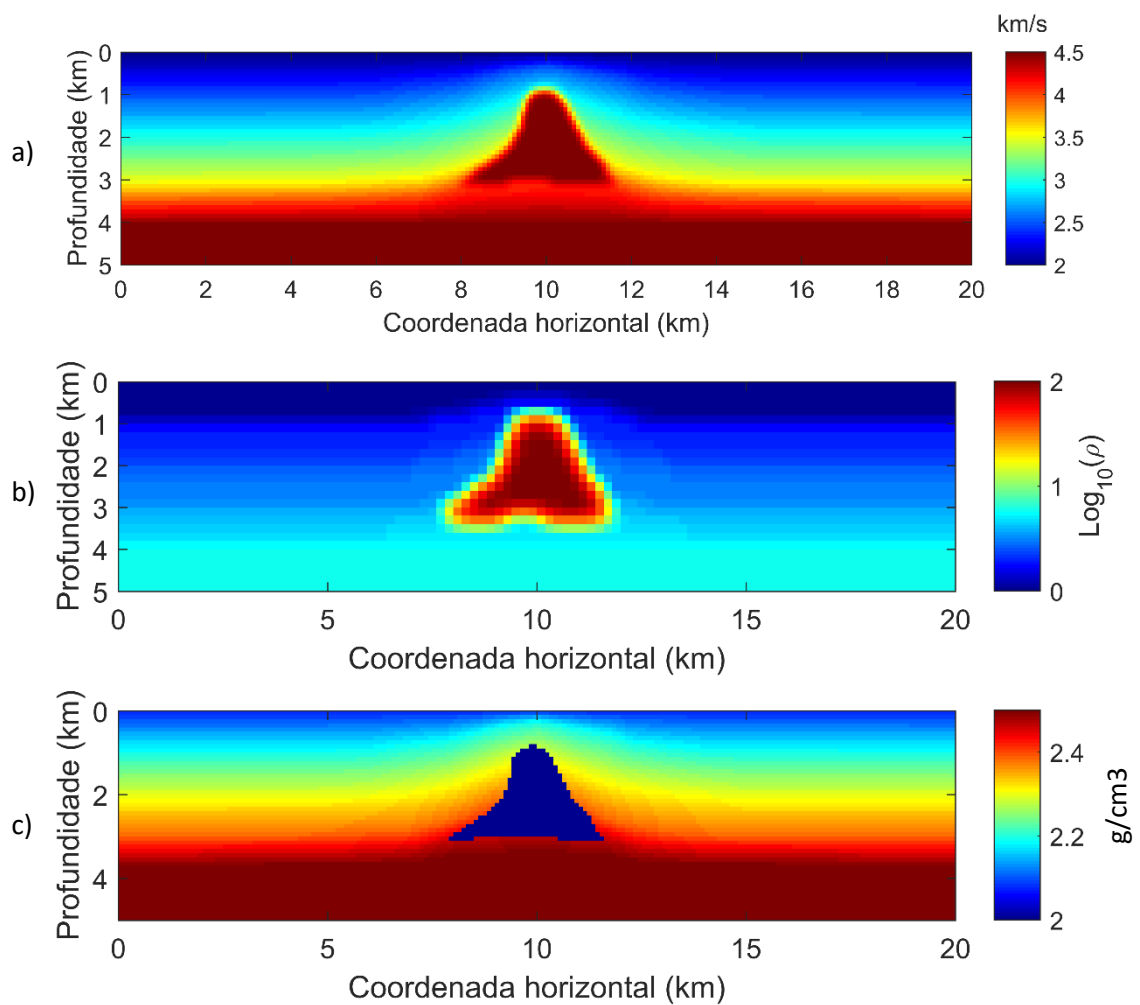 km/s
a)
Profundidade (km)
0
1
2
3
4
5
0 2 4 6 8 10 12 14 16 18 20
Coordenada horizontal (km)
4.5
4
3.5
3
2.5
2
b)
Profundidade (km)
0
1
2
3
4
5
0 5 10 15 20
Coordenada horizontal (km)
2
1.5
1
0.5
0
Log10(ρ)
c)
Profundidade (km)
0
2
4
0 5 10 15 20
Coordenada horizontal (km)
2.4
2.2
2
g/cm3